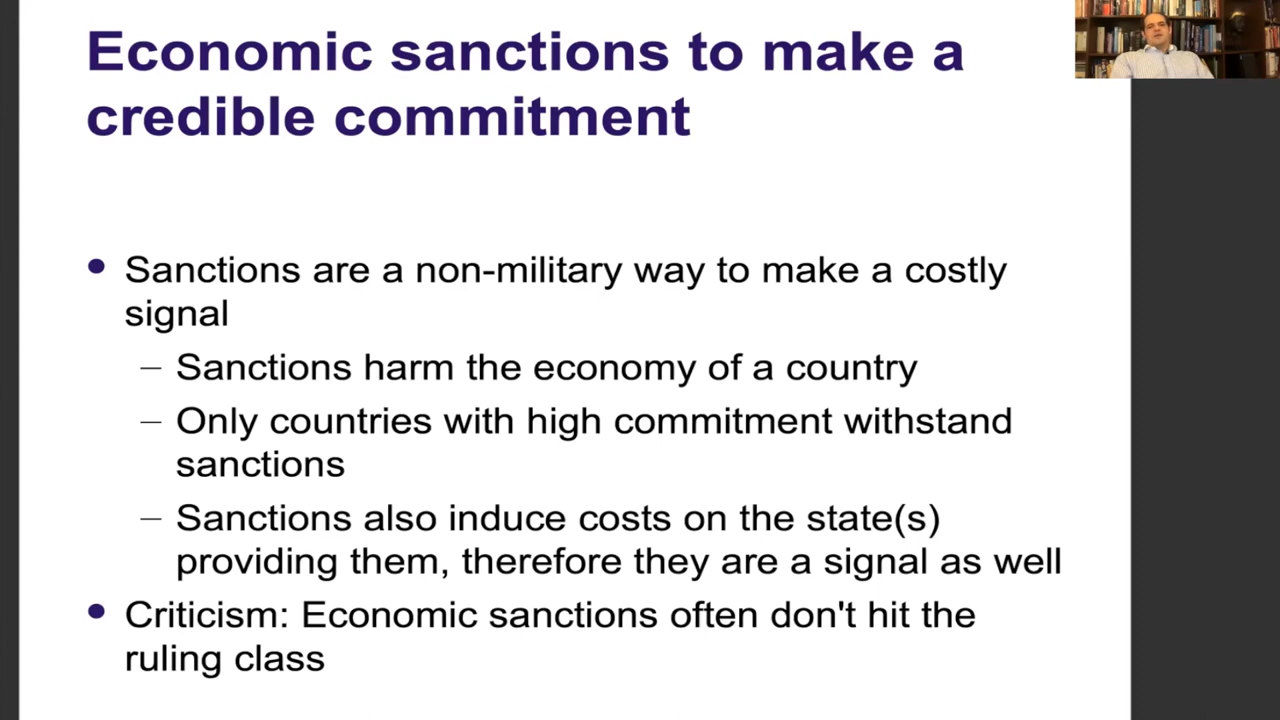 Economic sanctions to make a
credible commitment
• Sanctions are a non-military way to make a costly
signal
– Sanctions harm the economy of a country
– Only countries with high commitment withstand
sanctions
– Sanctions also induce costs on the state(s)
providing them, therefore they are a signal as well
• Criticism: Economic sanctions often don't hit the
ruling class